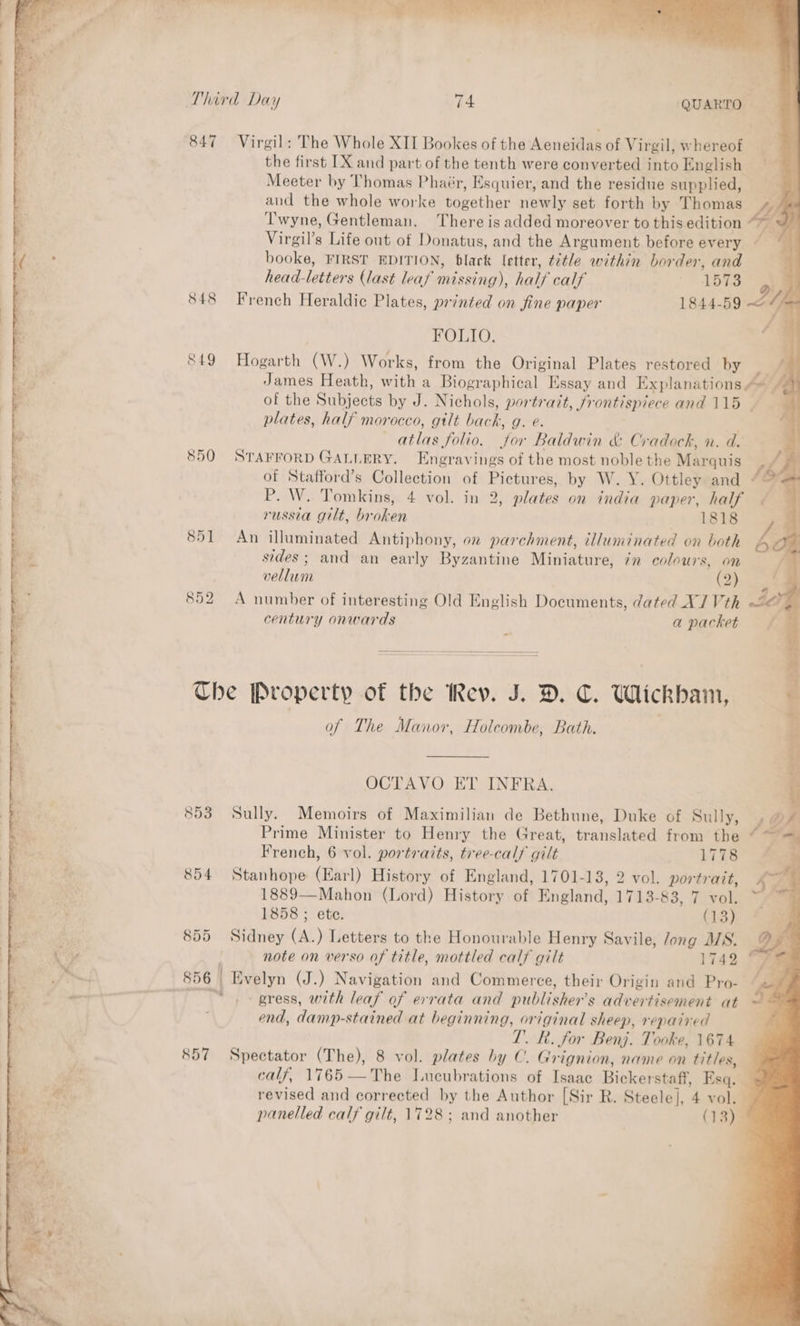 Third Day 74 QUARTO
847 Virgil: The Whole XII Bookes of the Aeneidas of Virgil, whereof
the first IX and part of the tenth were converted into English
Meeter by Thomas Phaër, Esquier, and the residue supplied,
and the whole worke together newly set forth by Thomas
Twyne, Gentleman. There is added moreover to this edition
Virgil's Life out of Donatus, and the Argument before every
booke, FIRST EDITION, black letter, title within border, and
head-letters (last leaf missing), half calf 1573
848 French Heraldic Plates, printed on fine paper 1844-59
FOLIO.
849 Hogarth (W.) Works, from the Original Plates restored by
James Heath, with a Biographical Essay and Explanations
of the Subjects by J. Nichols, portrait, frontispiece and 115
plates, half morocco, gilt back, g. e.
atlas folio, for Baldwin & Cradock, n. d.
850 STAFFORD GALLERY. Engravings of the most noble the Marquis
of Stafford's Collection of Pictures, by W. Y. Ottley and
P. W. Tomkins, 4 vol. in 2, plates on india paper, half
russia gilt, broken 1818
851 An illuminated Antiphony, on parchment, illuminated on both
sides; and an early Byzantine Miniature, in colours, on
vellum (2)
852 A number of interesting Old English Documents, dated XIVth
century onwards a packet
The Property of the Rev. J. D. C. Wickham,
of The Manor, Holcombe, Bath.
OCTAVO ET INFRA.
853 Sully. Memoirs of Maximilian de Bethune, Duke of Sully,
Prime Minister to Henry the Great, translated from the
French, 6 vol. portraits, tree-calf gilt 1778
854 Stanhope (Earl) History of England, 1701-13, 2 vol. portrait,
1889—Mahon (Lord) History of England, 1713-83, 7 vol.
1858; etc. (13)
855 Sidney (A.) Letters to the Honourable Henry Savile, long MS.
note on verso of title, mottled calf gilt 1742
856 Evelyn (J.) Navigation and Commerce, their Origin and Pro-
gress, with leaf of errata and publisher's advertisement at
end, damp-stained at beginning, original sheep, repaired
T. R. for Benj. Tooke, 1674
857 Spectator (The), 8 vol. plates by C. Grignion, name on titles,
calf, 1765—The Lucubrations of Isaac Bickerstaff, Esq.
revised and corrected by the Author [Sir R. Steele], 4 vol.
panelled calf gilt, 1728; and another (13)